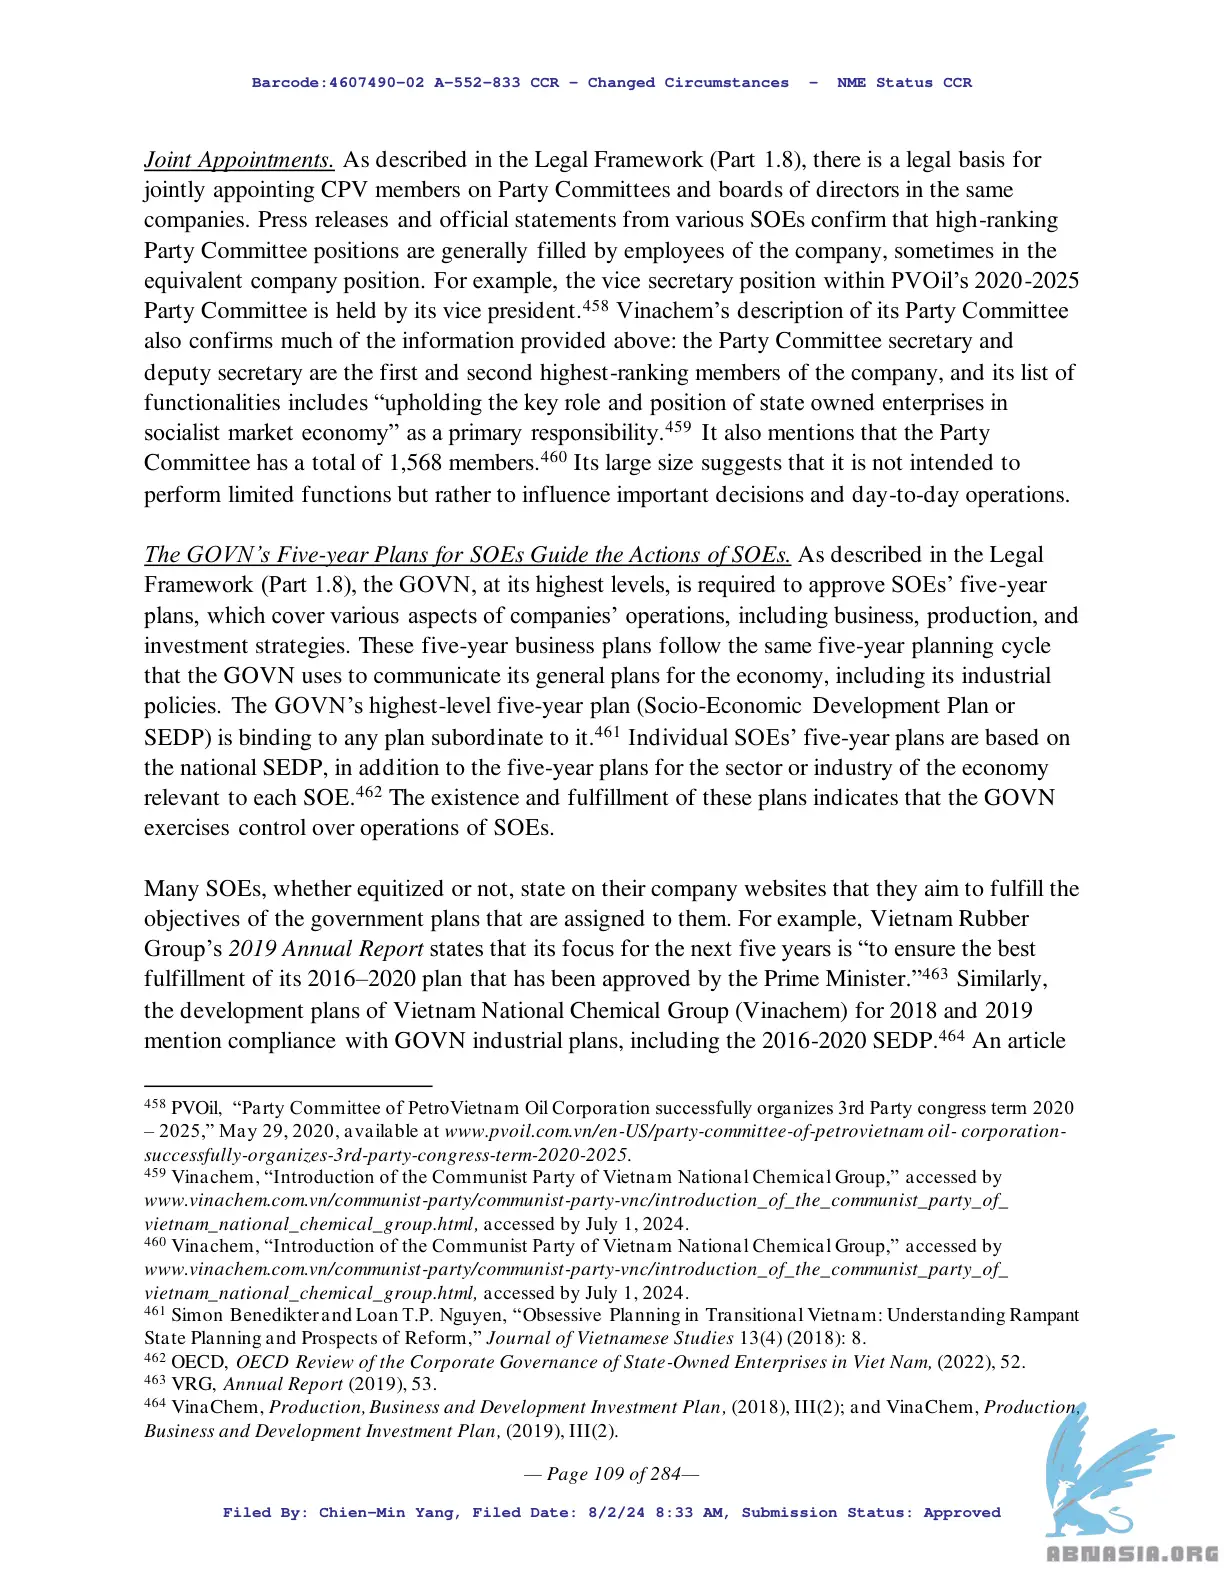 Barcode:4607490-02 A-552-833 CCR - Changed Circumstances - NME Status CCR
Joint Appointments. As described in the Legal Framework (Part 1.8), there is a legal basis for
jointly appointing CPV members on Party Committees and boards of directors in the same
companies. Press releases and official statements from various SOEs confirm that high-ranking
Party Committee positions are generally filled by employees of the company, sometimes in the
equivalent company position. For example, the vice secretary position within PVOil’s 2020-2025
Party Committee is held by its vice president.458 Vinachem’s description of its Party Committee
also confirms much of the information provided above: the Party Committee secretary and
deputy secretary are the first and second highest-ranking members of the company, and its list of
functionalities includes “upholding the key role and position of state owned enterprises in
socialist market economy” as a primary responsibility.459 It also mentions that the Party
Committee has a total of 1,568 members.460 Its large size suggests that it is not intended to
perform limited functions but rather to influence important decisions and day-to-day operations.
The GOVN’s Five-year Plans for SOEs Guide the Actions of SOEs. As described in the Legal
Framework (Part 1.8), the GOVN, at its highest levels, is required to approve SOEs’ five-year
plans, which cover various aspects of companies’ operations, including business, production, and
investment strategies. These five-year business plans follow the same five-year planning cycle
that the GOVN uses to communicate its general plans for the economy, including its industrial
policies. The GOVN’s highest-level five-year plan (Socio-Economic Development Plan or
SEDP) is binding to any plan subordinate to it.461 Individual SOEs’ five-year plans are based on
the national SEDP, in addition to the five-year plans for the sector or industry of the economy
relevant to each SOE.462 The existence and fulfillment of these plans indicates that the GOVN
exercises control over operations of SOEs.
Many SOEs, whether equitized or not, state on their company websites that they aim to fulfill the
objectives of the government plans that are assigned to them. For example, Vietnam Rubber
Group’s 2019 Annual Report states that its focus for the next five years is “to ensure the best
fulfillment of its 2016–2020 plan that has been approved by the Prime Minister.”463 Similarly,
the development plans of Vietnam National Chemical Group (Vinachem) for 2018 and 2019
mention compliance with GOVN industrial plans, including the 2016-2020 SEDP.464 An article
458 PVOil, “Party Committee of PetroVietnam Oil Corporation successfully organizes 3rd Party congress term 2020
– 2025,” May 29, 2020, available at www.pvoil.com.vn/en-US/party-committee-of-petrovietnam oil- corporation-
successfully-organizes-3rd-party-congress-term-2020-2025.
459 Vinachem, “Introduction of the Communist Party of Vietnam National Chemical Group,” accessed by
www.vinachem.com.vn/communist-party/communist-party-vnc/introduction_of_the_communist_party_of_
vietnam_national_chemical_group.html, accessed by July 1, 2024.
460 Vinachem, “Introduction of the Communist Party of Vietnam National Chemical Group,” accessed by
www.vinachem.com.vn/communist-party/communist-party-vnc/introduction_of_the_communist_party_of_
vietnam_national_chemical_group.html, accessed by July 1, 2024.
461 Simon Benedikter and Loan T.P. Nguyen, “Obsessive Planning in Transitional Vietnam: Understanding Rampant
State Planning and Prospects of Reform,” Journal of Vietnamese Studies 13(4) (2018): 8.
462 OECD, OECD Review of the Corporate Governance of State-Owned Enterprises in Viet Nam, (2022), 52.
463 VRG, Annual Report (2019), 53.
464 VinaChem, Production, Business and Development Investment Plan, (2018), III(2); and VinaChem, Production,
Business and Development Investment Plan, (2019), III(2).
— Page 109 of 284—
Filed By: Chien-Min Yang, Filed Date: 8/2/24 8:33 AM, Submission Status: Approved
ABNASIA.ORG